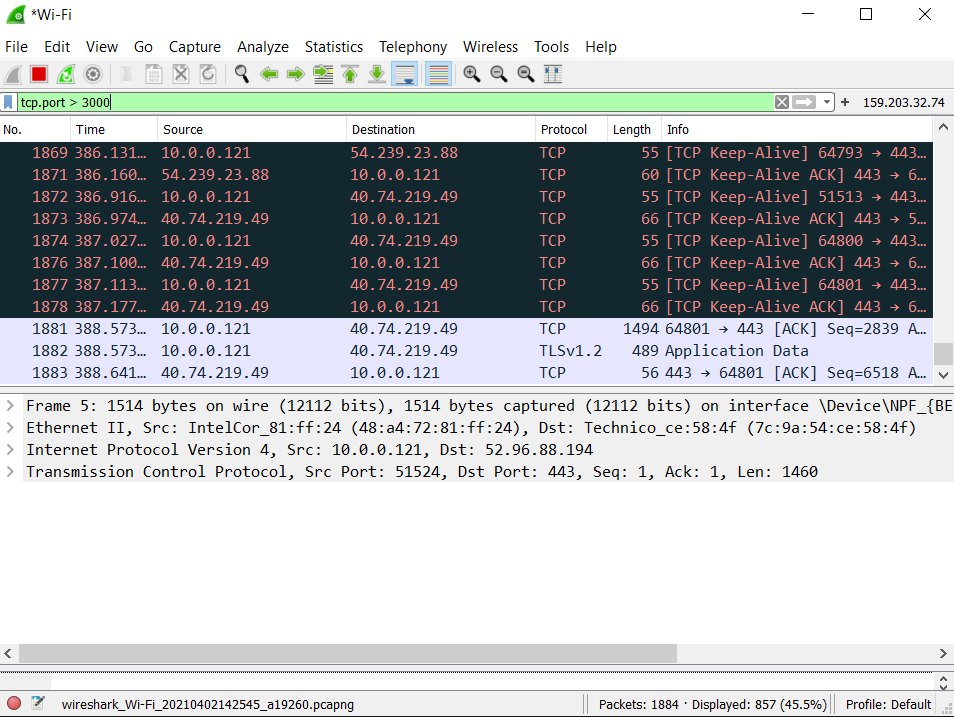 *Wi-Fi
File Edit View Go Capture Analyze Statistics Telephony Wireless Tools Help
tcp.port > 3000 + 159.203.32.74
No. Time Source Destination Protocol Length Info
1869 386.131… 10.0.0.121 54.239.23.88 TCP 55 [TCP Keep-Alive] 64793 → 443…
1871 386.160… 54.239.23.88 10.0.0.121 TCP 60 [TCP Keep-Alive ACK] 443 → 6…
1872 386.916… 10.0.0.121 40.74.219.49 TCP 55 [TCP Keep-Alive] 51513 → 443…
1873 386.974… 40.74.219.49 10.0.0.121 TCP 66 [TCP Keep-Alive ACK] 443 → 5…
1874 387.027… 10.0.0.121 40.74.219.49 TCP 55 [TCP Keep-Alive] 64800 → 443…
1876 387.100… 40.74.219.49 10.0.0.121 TCP 66 [TCP Keep-Alive ACK] 443 → 6…
1877 387.113… 10.0.0.121 40.74.219.49 TCP 55 [TCP Keep-Alive] 64801 → 443…
1878 387.177… 40.74.219.49 10.0.0.121 TCP 66 [TCP Keep-Alive ACK] 443 → 6…
1881 388.573… 10.0.0.121 40.74.219.49 TCP 1494 64801 → 443 [ACK] Seq=2839 A…
1882 388.573… 10.0.0.121 40.74.219.49 TLSv1.2 489 Application Data
1883 388.641… 40.74.219.49 10.0.0.121 TCP 56 443 → 64801 [ACK] Seq=6518 A…
Frame 5: 1514 bytes on wire (12112 bits), 1514 bytes captured (12112 bits) on interface \Device\NPF_{BE
Ethernet II, Src: IntelCor_81:ff:24 (48:a4:72:81:ff:24), Dst: Technico_ce:58:4f (7c:9a:54:ce:58:4f)
Internet Protocol Version 4, Src: 10.0.0.121, Dst: 52.96.88.194
Transmission Control Protocol, Src Port: 51524, Dst Port: 443, Seq: 1, Ack: 1, Len: 1460
wireshark_Wi-Fi_20210402142545_a19260.pcapng Packets: 1884 · Displayed: 857 (45.5%) Profile: Default